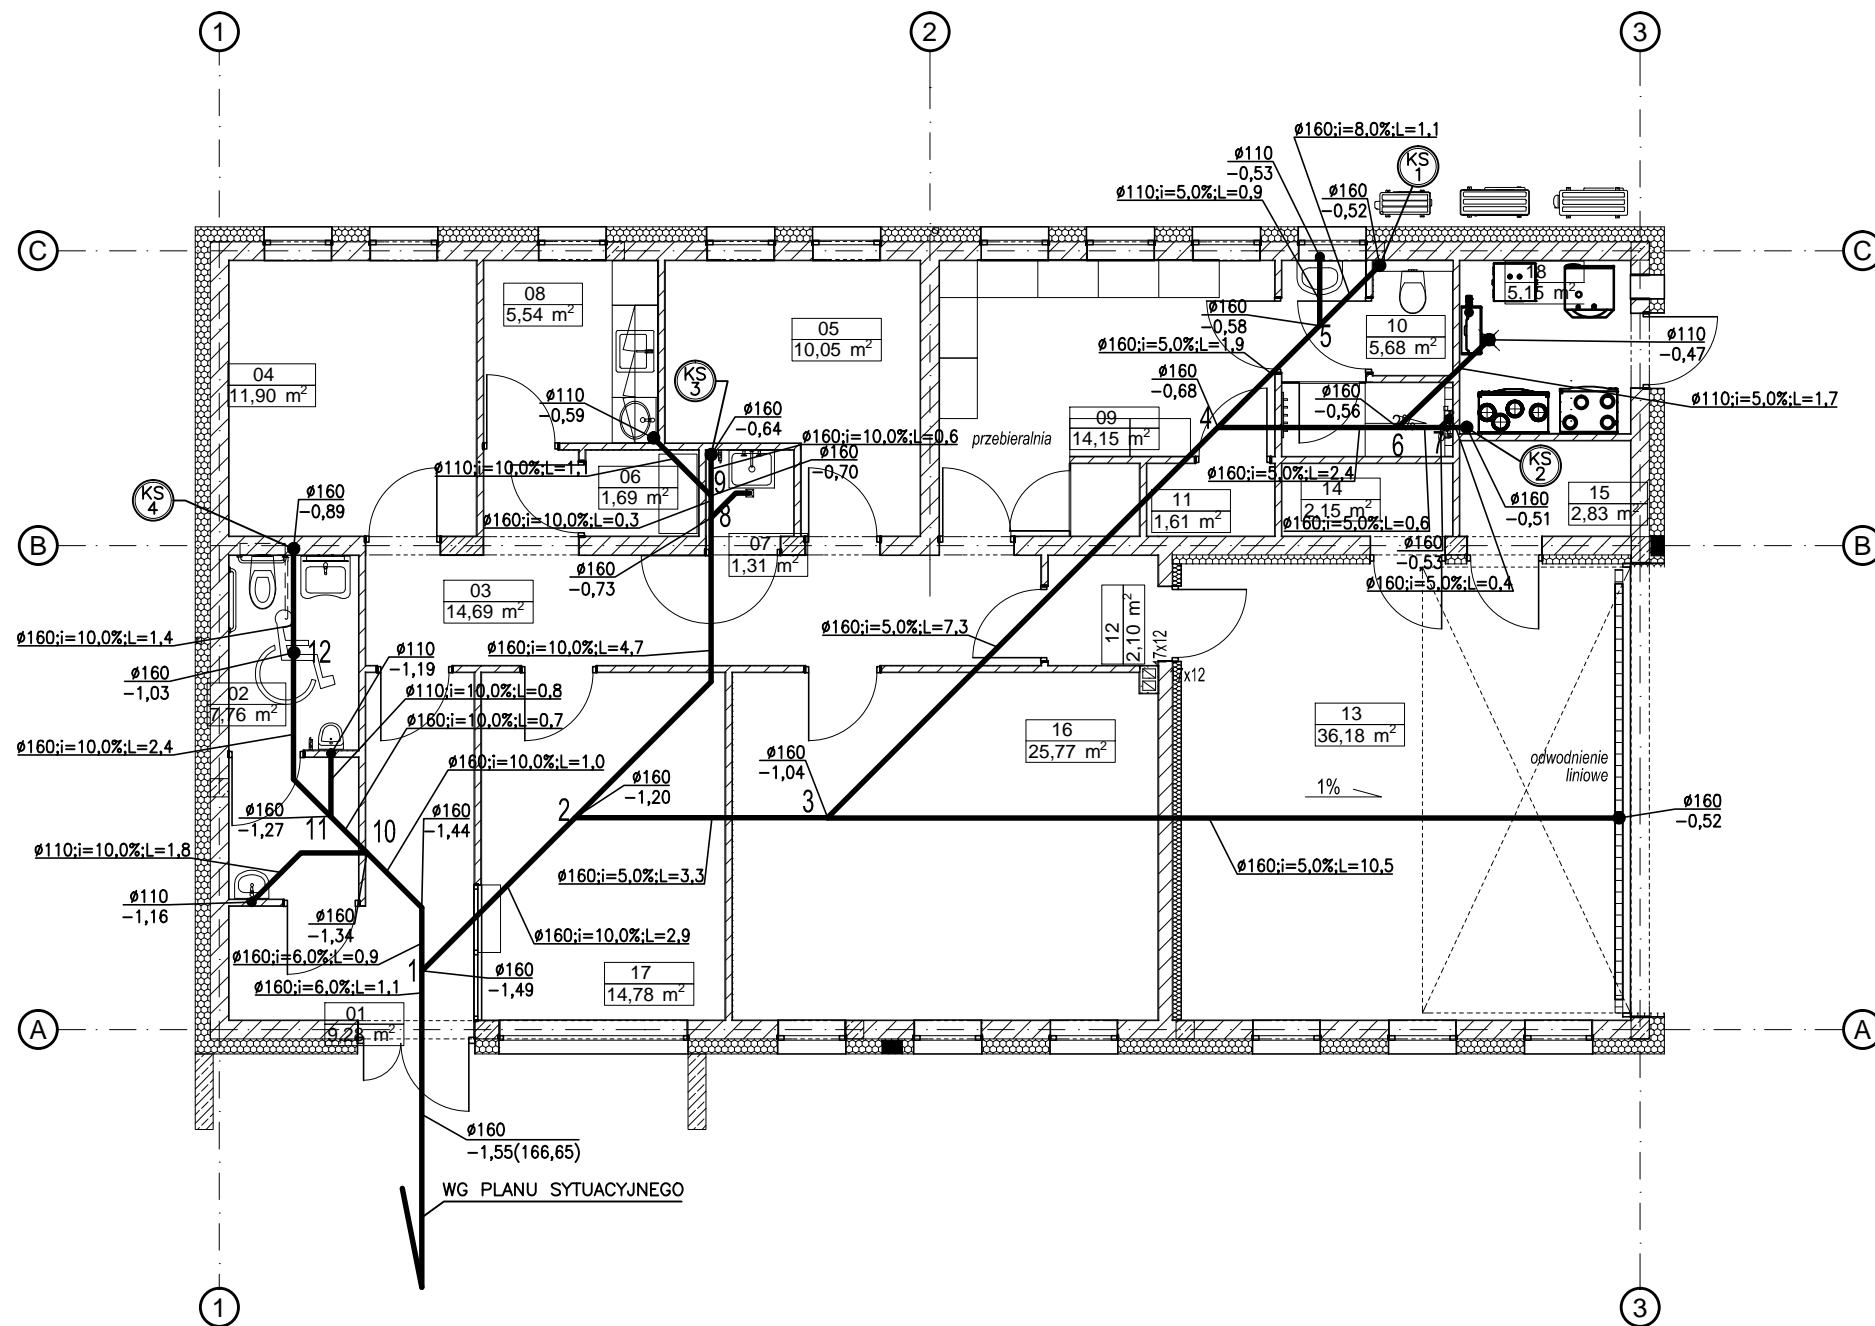 1
2
3
ø160;i=8,0%;L=1,1
KS
1
ø110
-0,53
ø110;i=5,0%;L=0,9
ø160
-0,52
C
C
08
5,54 m²
05
10,05 m²
18
5,15 m²
ø160
-0,58
5
10
5,68 m²
ø110
-0,47
ø160;i=5,0%;L=1,9
04
11,90 m²
KS
3
ø160
-0,68
ø160
-0,56
2%
ø110;i=5,0%;L=1,7
ø110
-0,59
ø160
-0,64
4
09
14,15 m²
przebieralnia
6
7
ø160;i=10,0%;L=0,6
ø160
-0,70
ø110;i=10,0%;L=1,1
06
1,69 m²
9
ø160;i=5,0%;L=2,4
KS
2
KS
4
ø160
-0,89
11
1,61 m²
14
2,15 m²
ø160
-0,51
15
2,83 m²
ø160;i=10,0%;L=0,3
8
ø160;i=5,0%;L=0,6
B
B
07
1,31 m²
ø160
-0,53
ø160
-0,73
ø160;i=5,0%;L=0,4
03
14,69 m²
12
2,10 m²
ø160;i=10,0%;L=1,4
ø160;i=5,0%;L=7,3
ø160;i=10,0%;L=4,7
ø110
-1,19
12
7x12
7x12
ø160
-1,03
02
7,76 m²
ø110;i=10,0%;L=0,8
ø160;i=10,0%;L=0,7
13
36,18 m²
16
25,77 m²
ø160;i=10,0%;L=2,4
ø160;i=10,0%;L=1,0
ø160
-1,04
odwodnienie
liniowe
ø160
-1,20
1%
ø160
-1,27
11
10
ø160
-1,44
2
3
ø160
-0,52
ø110;i=10,0%;L=1,8
ø160;i=5,0%;L=3,3
ø160;i=5,0%;L=10,5
ø110
-1,16
ø160
-1,34
ø160;i=10,0%;L=2,9
ø160;i=6,0%;L=0,9
1
ø160
-1,49
17
14,78 m²
ø160;i=6,0%;L=1,1
01
9,28 m²
A
A
ø160
-1,55(166,65)
WG PLANU SYTUACYJNEGO
1
3